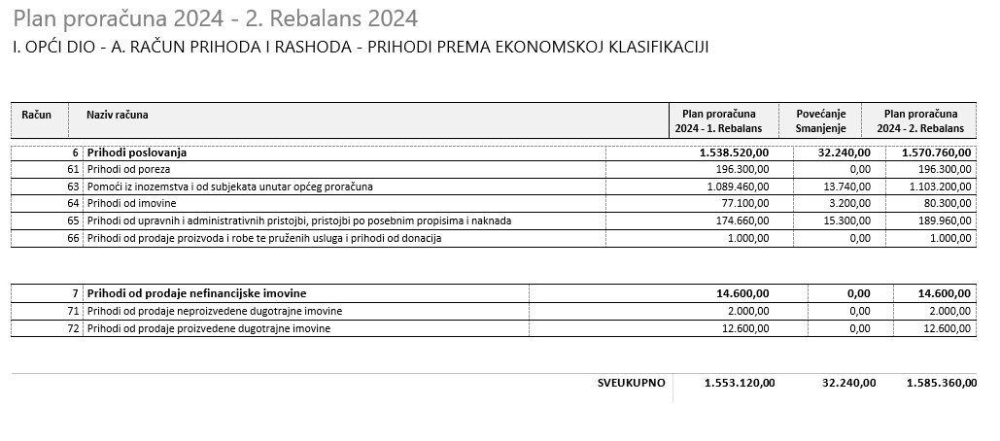 Plan proračuna 2024 - 2. Rebalans 2024
I. OPĆI DIO - A. RAČUN PRIHODA I RASHODA - PRIHODI PREMA EKONOMSKOJ KLASIFIKACIJI
Račun Naziv računa Plan proračuna 2024 - 1. Rebalans Povećanje Smanjenje Plan proračuna 2024 - 2. Rebalans
6 Prihodi poslovanja 1.538.520,00 32.240,00 1.570.760,00
61 Prihodi od poreza 196.300,00 0,00 196.300,00
63 Pomoći iz inozemstva i od subjekata unutar općeg proračuna 1.089.460,00 13.740,00 1.103.200,00
64 Prihodi od imovine 77.100,00 3.200,00 80.300,00
65 Prihodi od upravnih i administrativnih pristojbi, pristojbi po posebnim propisima i naknada 174.660,00 15.300,00 189.960,00
66 Prihodi od prodaje proizvoda i robe te pruženih usluga i prihodi od donacija 1.000,00 0,00 1.000,00
7 Prihodi od prodaje nefinancijske imovine 14.600,00 0,00 14.600,00
71 Prihodi od prodaje neproizvedene dugotrajne imovine 2.000,00 0,00 2.000,00
72 Prihodi od prodaje proizvedene dugotrajne imovine 12.600,00 0,00 12.600,00
SVEUKUPNO 1.553.120,00 32.240,00 1.585.360,00